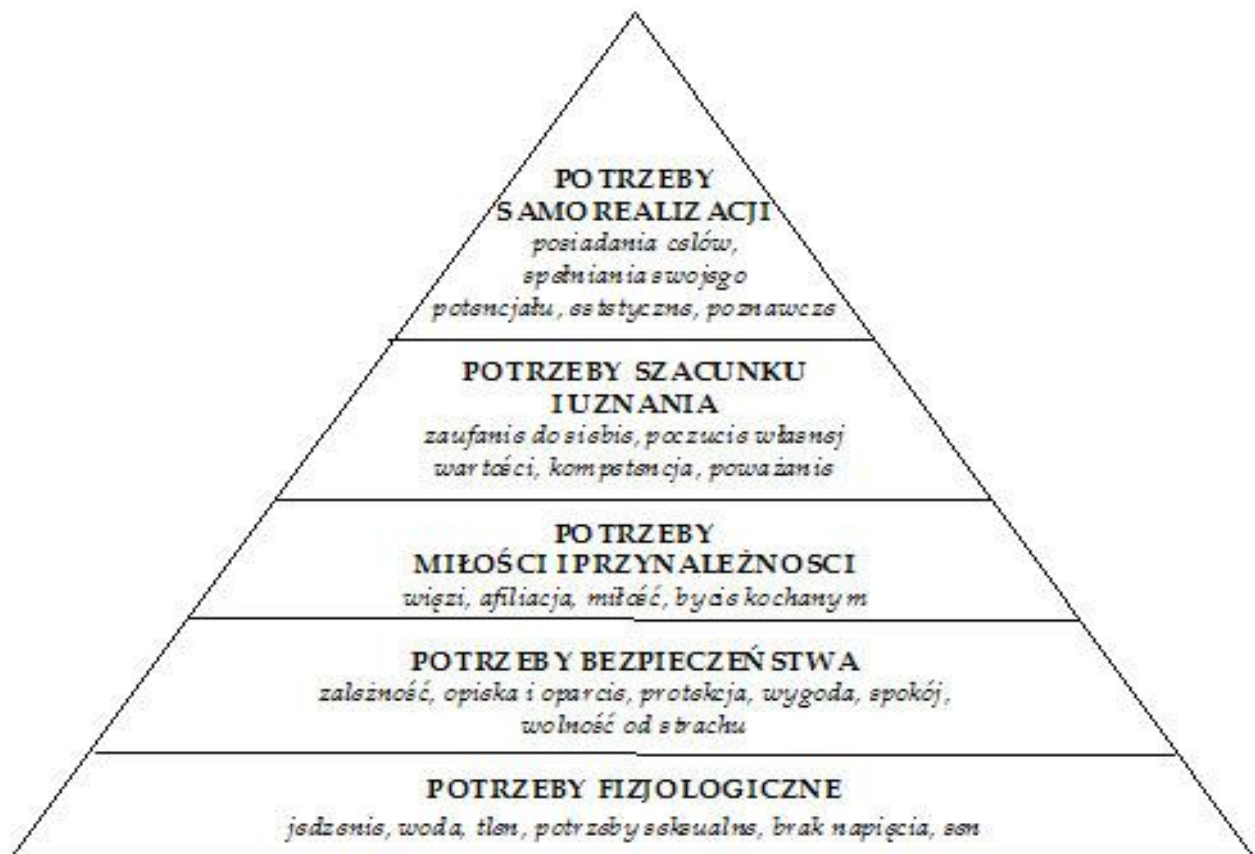 POTRZEBY
SAMOREALIZACJI
posiadania celów,
spełniania swojego
potencjału, estetyczne, poznawcze
POTRZEBY SZACUNKU
I UZNANIA
zaufanie do siebie, poczucie własnej
wartości, kompetencja, poważanie
POTRZEBY
MIŁOŚCI I PRZYNALEŻNOSCI
więzi, afiliacja, miłość, bycie kochanym
POTRZEBY BEZPIECZEŃSTWA
zależność, opieka i oparcie, protekcja, wygoda, spokój,
wolność od strachu
POTRZEBY FIZJOLOGICZNE
jedzenie, woda, tlen, potrzeby seksualne, brak napięcia, sen